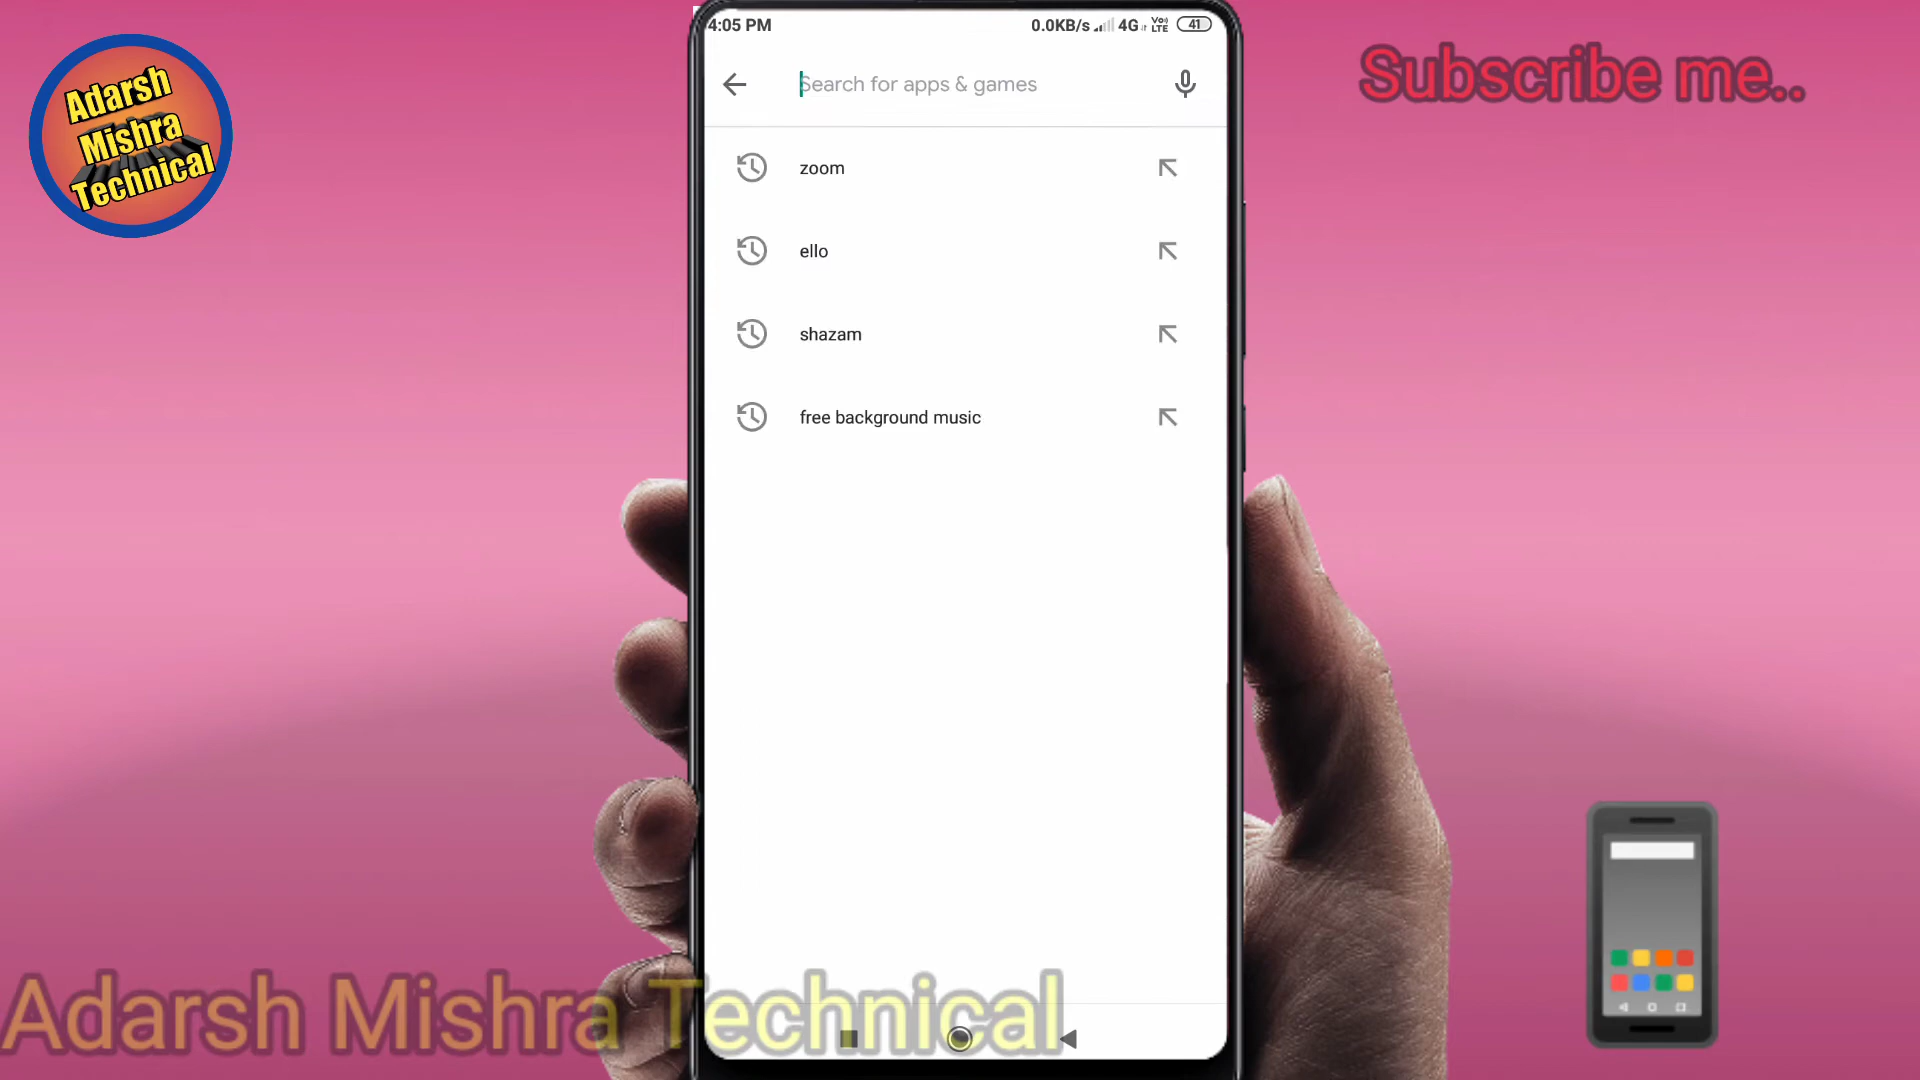 Adarsh
Mishra
Technical
4:05 PM
0.0KB/s 4G Vo) LTE 41
Search for apps & games
zoom
ello
shazam
free background music
Subscribe me..
Adarsh Mishra Technical